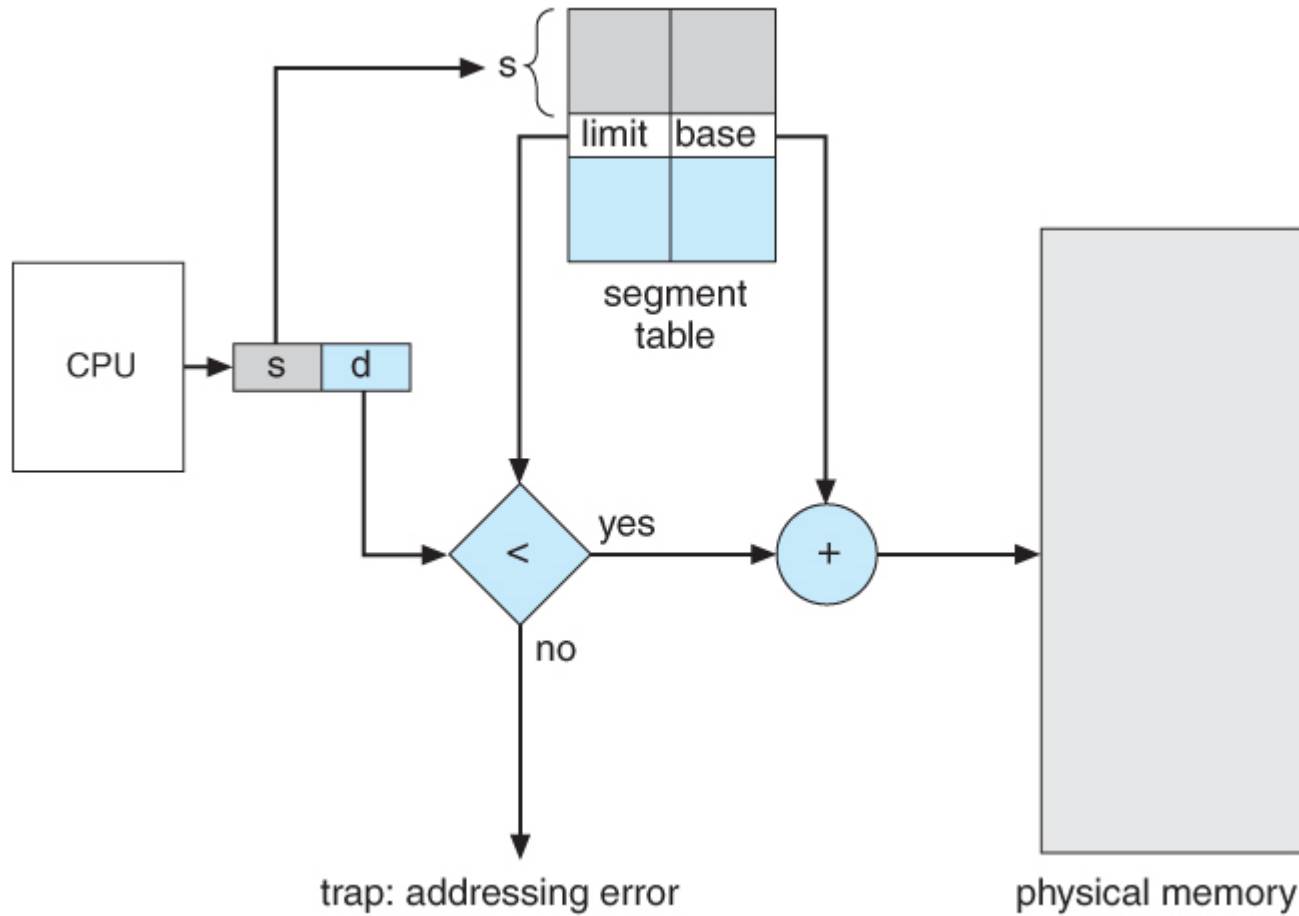 s
limit base
segment
table
CPU
s d
<
yes
+
no
trap: addressing error
physical memory